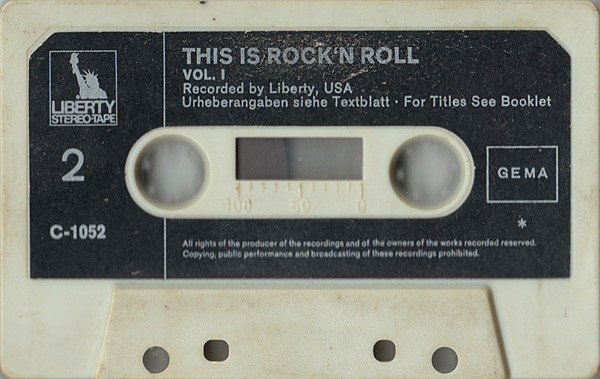 THIS IS ROCK'N ROLL
VOL. I
Recorded by Liberty, USA
Urheberangaben siehe Textblatt · For Titles See Booklet
LIBERTY
STEREO-TAPE
2
GEMA
100 50 0
*
C-1052
All rights of the producer of the recordings and of the owners of the works recorded reserved.
Copying, public performance and broadcasting of these recordings prohibited.